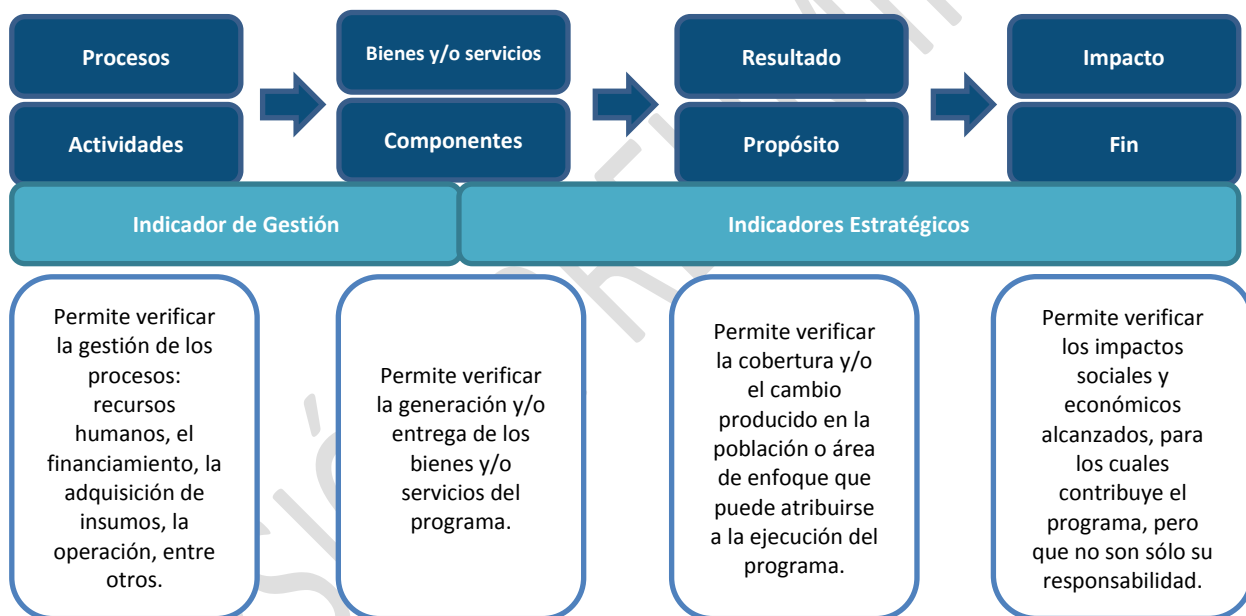 Procesos
Bienes y/o servicios
Resultado
Impacto
Actividades
Componentes
Propósito
Fin
Indicador de Gestión
Indicadores Estratégicos
Permite verificar
la gestión de los
procesos:
recursos
humanos, el
financiamiento, la
adquisición de
insumos, la
operación, entre
otros.
Permite verificar
la generación y/o
entrega de los
bienes y/o
servicios del
programa.
Permite verificar
la cobertura y/o
el cambio
producido en la
población o área
de enfoque que
puede atribuirse
a la ejecución del
programa.
Permite verificar
los impactos
sociales y
económicos
alcanzados, para
los cuales
contribuye el
programa, pero
que no son sólo su
responsabilidad.